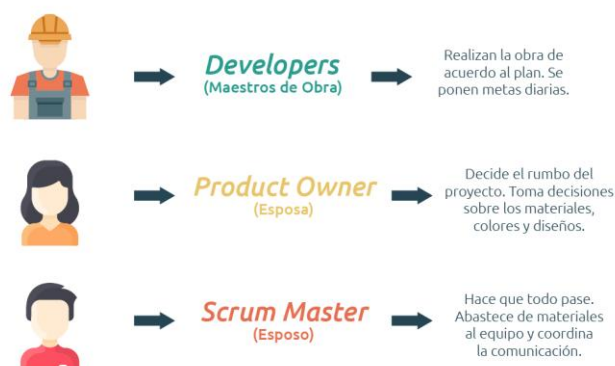 Developers
(Maestros de Obra)
Realizan la obra de
acuerdo al plan. Se
ponen metas diarias.
Product Owner
(Esposa)
Decide el rumbo del
proyecto. Toma decisiones
sobre los materiales,
colores y diseños.
Scrum Master
(Esposo)
Hace que todo pase.
Abastece de materiales
al equipo y coordina
la comunicación.